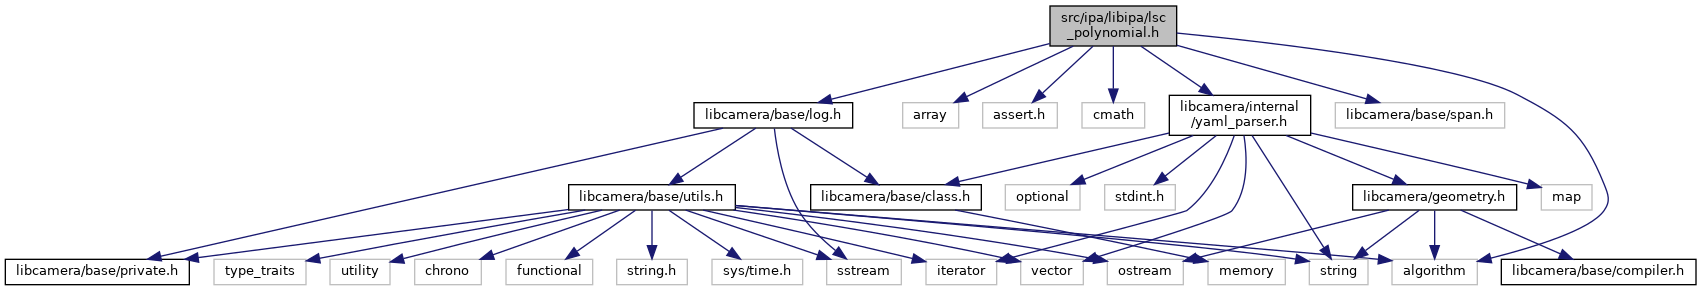 src/ipa/libipa/lsc
_polynomial.h
libcamera/base/log.h
array
assert.h
cmath
libcamera/internal
/yaml_parser.h
libcamera/base/span.h
libcamera/base/utils.h
libcamera/base/class.h
optional
stdint.h
libcamera/geometry.h
map
libcamera/base/private.h
type_traits
utility
chrono
functional
string.h
sys/time.h
sstream
iterator
vector
ostream
memory
string
algorithm
libcamera/base/compiler.h